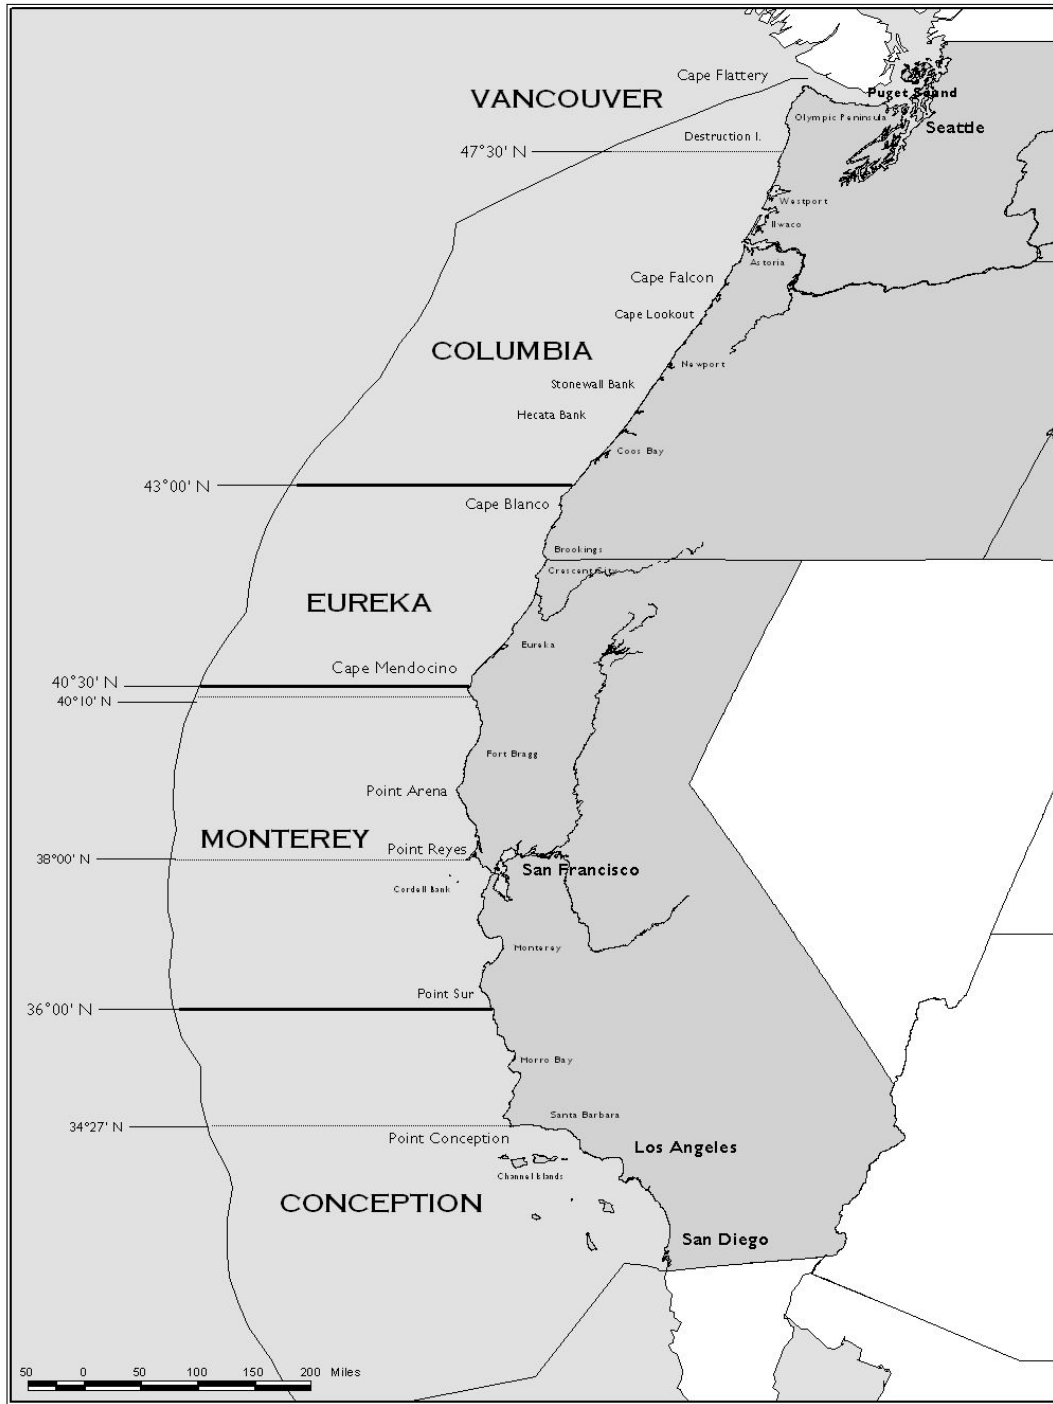 Cape Flattery
VANCOUVER
Puget Sound
Olympic Peninsula
Seattle
Destruction I.
47°30' N
Westport
Ilwaco
Astoria
Cape Falcon
Cape Lookout
COLUMBIA
Newport
Stonewall Bank
Hecata Bank
Coos Bay
43°00' N
Cape Blanco
Brookings
Crescent City
EUREKA
Eureka
Cape Mendocino
40°30' N
40°10' N
Fort Bragg
Point Arena
MONTEREY
Point Reyes
38°00' N
San Francisco
Cordell Bank
Monterey
Point Sur
36°00' N
Morro Bay
Santa Barbara
34°27' N
Point Conception
Los Angeles
Channel Islands
CONCEPTION
San Diego
50 0 50 100 150 200 Miles